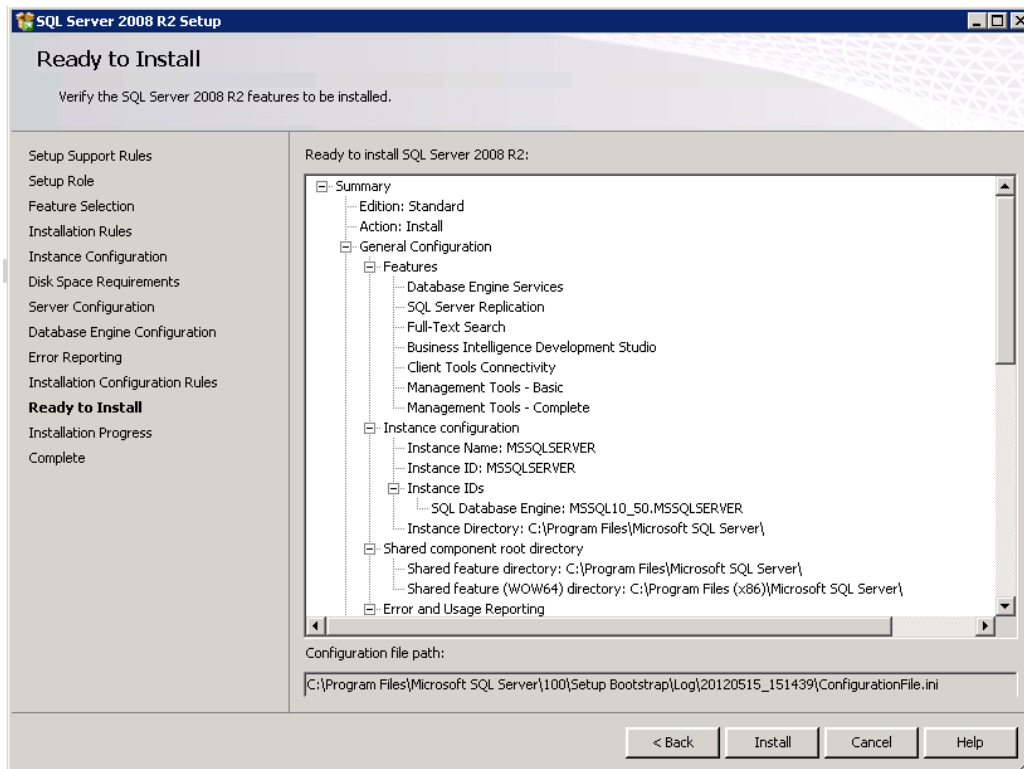 SQL Server 2008 R2 Setup
Ready to Install
Verify the SQL Server 2008 R2 features to be installed.
Setup Support Rules
Setup Role
Feature Selection
Installation Rules
Instance Configuration
Disk Space Requirements
Server Configuration
Database Engine Configuration
Error Reporting
Installation Configuration Rules
Ready to Install
Installation Progress
Complete
Ready to install SQL Server 2008 R2:
Summary
Edition: Standard
Action: Install
General Configuration
Features
Database Engine Services
SQL Server Replication
Full-Text Search
Business Intelligence Development Studio
Client Tools Connectivity
Management Tools - Basic
Management Tools - Complete
Instance configuration
Instance Name: MSSQLSERVER
Instance ID: MSSQLSERVER
Instance IDs
SQL Database Engine: MSSQL10_50.MSSQLSERVER
Instance Directory: C:\Program Files\Microsoft SQL Server\
Shared component root directory
Shared feature directory: C:\Program Files\Microsoft SQL Server\
Shared feature (WOW64) directory: C:\Program Files (x86)\Microsoft SQL Server\
Error and Usage Reporting
Configuration file path:
C:\Program Files\Microsoft SQL Server\100\Setup Bootstrap\Log\20120515_151439\ConfigurationFile.ini
< Back Install Cancel Help